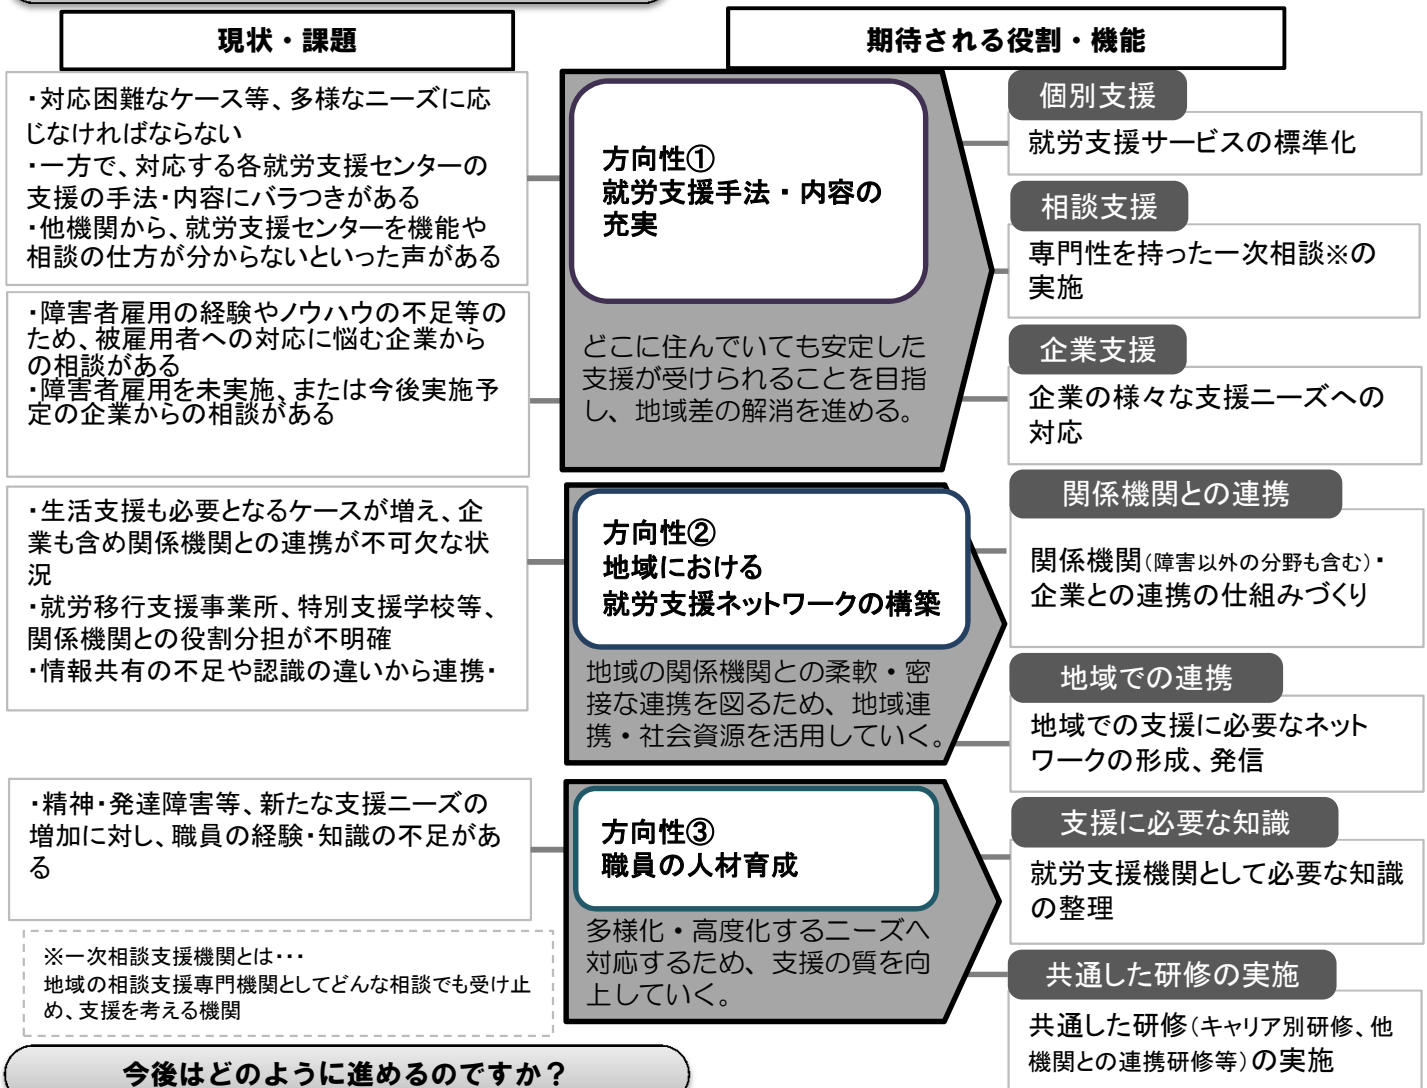 現状・課題
期待される役割・機能
・対応困難なケース等、多様なニーズに応
じなければならない
・一方で、対応する各就労支援センターの
支援の手法・内容にバラつきがある
・他機関から、就労支援センターを機能や
相談の仕方が分からないといった声がある
・障害者雇用の経験やノウハウの不足等の
ため、被雇用者への対応に悩む企業から
の相談がある
・障害者雇用を未実施、または今後実施予
定の企業からの相談がある
方向性①
就労支援手法・内容の
充実
どこに住んでいても安定した
支援が受けられることを目指
し、地域差の解消を進める。
個別支援
就労支援サービスの標準化
相談支援
専門性を持った一次相談※の
実施
企業支援
企業の様々な支援ニーズへの
対応
・生活支援も必要となるケースが増え、企
業も含め関係機関との連携が不可欠な状
況
・就労移行支援事業所、特別支援学校等、
関係機関との役割分担が不明確
・情報共有の不足や認識の違いから連携・
方向性②
地域における
就労支援ネットワークの構築
地域の関係機関との柔軟・密
接な連携を図るため、地域連
携・社会資源を活用していく。
関係機関との連携
関係機関(障害以外の分野も含む)・
企業との連携の仕組みづくり
地域での連携
地域での支援に必要なネット
ワークの形成、発信
・精神・発達障害等、新たな支援ニーズの
増加に対し、職員の経験・知識の不足があ
る
方向性③
職員の人材育成
多様化・高度化するニーズへ
対応するため、支援の質を向
上していく。
支援に必要な知識
就労支援機関として必要な知識
の整理
共通した研修の実施
共通した研修(キャリア別研修、他
機関との連携研修等)の実施
※一次相談支援機関とは・・・
地域の相談支援専門機関としてどんな相談でも受け止
め、支援を考える機関
今後はどのように進めるのですか？